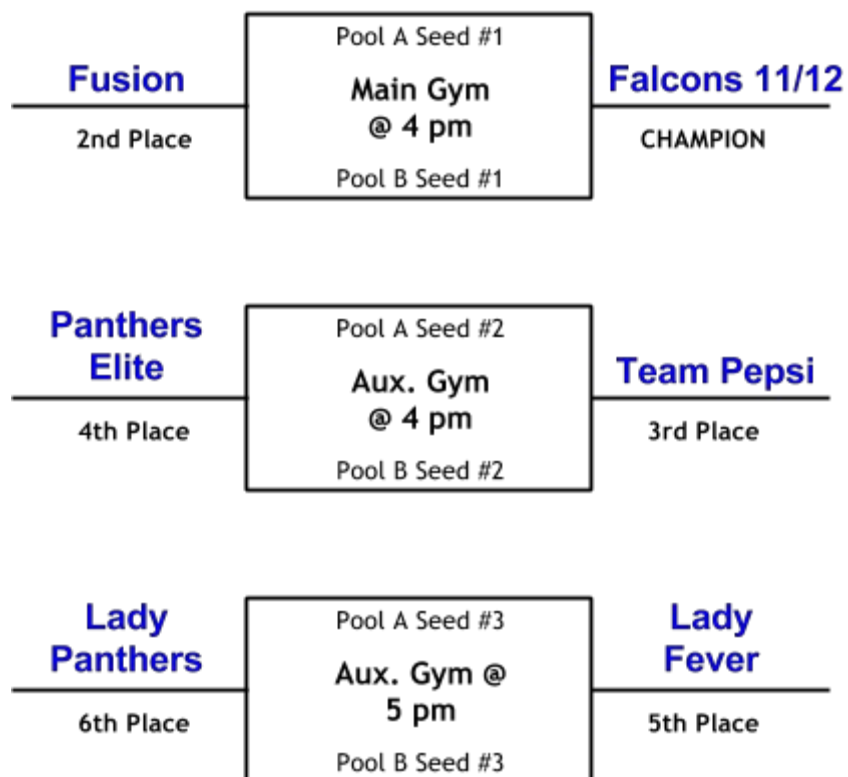 Pool A Seed #1
Fusion
Main Gym
@ 4 pm
Falcons 11/12
2nd Place
CHAMPION
Pool B Seed #1
Panthers
Elite
Pool A Seed #2
Aux. Gym
@ 4 pm
Team Pepsi
4th Place
3rd Place
Pool B Seed #2
Lady
Panthers
Pool A Seed #3
Aux. Gym @
5 pm
Lady
Fever
6th Place
5th Place
Pool B Seed #3